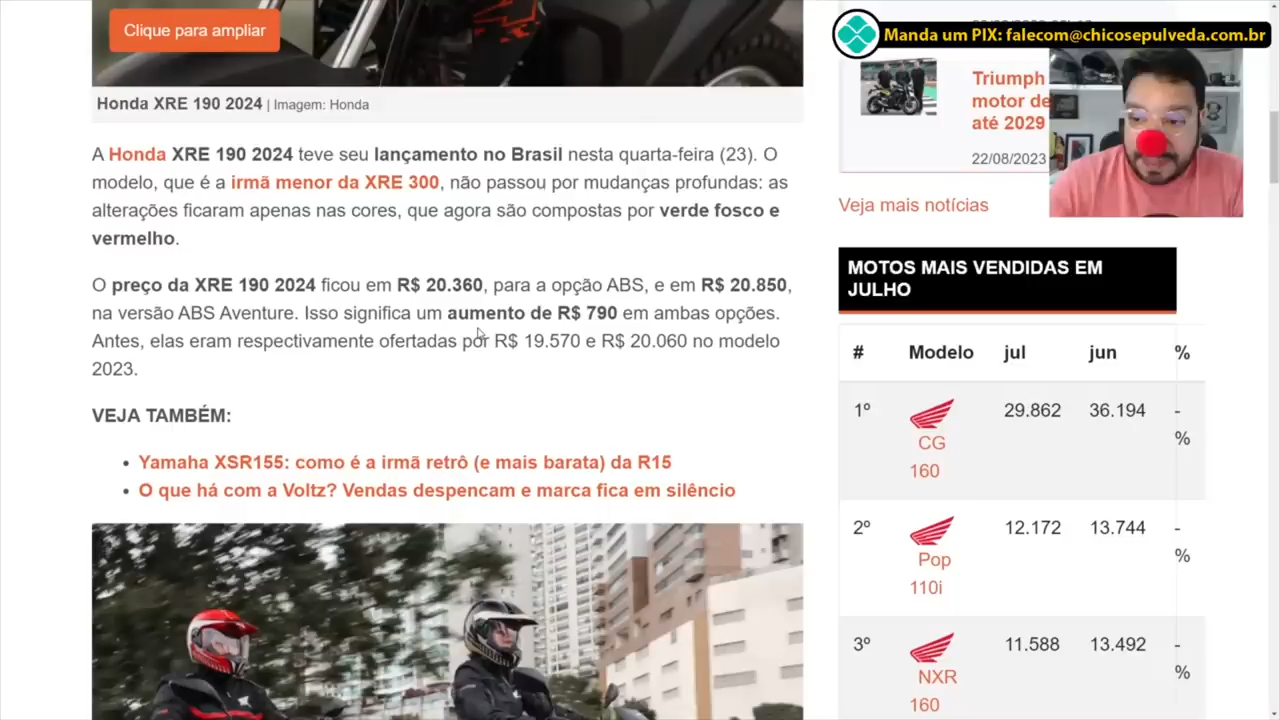 Clique para ampliar
Honda XRE 190 2024 | Imagem: Honda
A Honda XRE 190 2024 teve seu lançamento no Brasil nesta quarta-feira (23). O
modelo, que é a irmã menor da XRE 300, não passou por mudanças profundas: as
alterações ficaram apenas nas cores, que agora são compostas por verde fosco e
vermelho.
O preço da XRE 190 2024 ficou em R$ 20.360, para a opção ABS, e em R$ 20.850,
na versão ABS Aventure. Isso significa um aumento de R$ 790 em ambas opções.
Antes, elas eram respectivamente ofertadas por R$ 19.570 e R$ 20.060 no modelo
2023.
VEJA TAMBÉM:
• Yamaha XSR155: como é a irmã retrô (e mais barata) da R15
• O que há com a Voltz? Vendas despencam e marca fica em silêncio
Manda um PIX: falecom@chicosepulveda.com.br
Triumph
motor de
até 2029
22/08/2023
Veja mais notícias
MOTOS MAIS VENDIDAS EM
JULHO
# Modelo jul jun %
1º CG 160 29.862 36.194 - %
2º Pop 110i 12.172 13.744 - %
3º NXR 160 11.588 13.492 - %